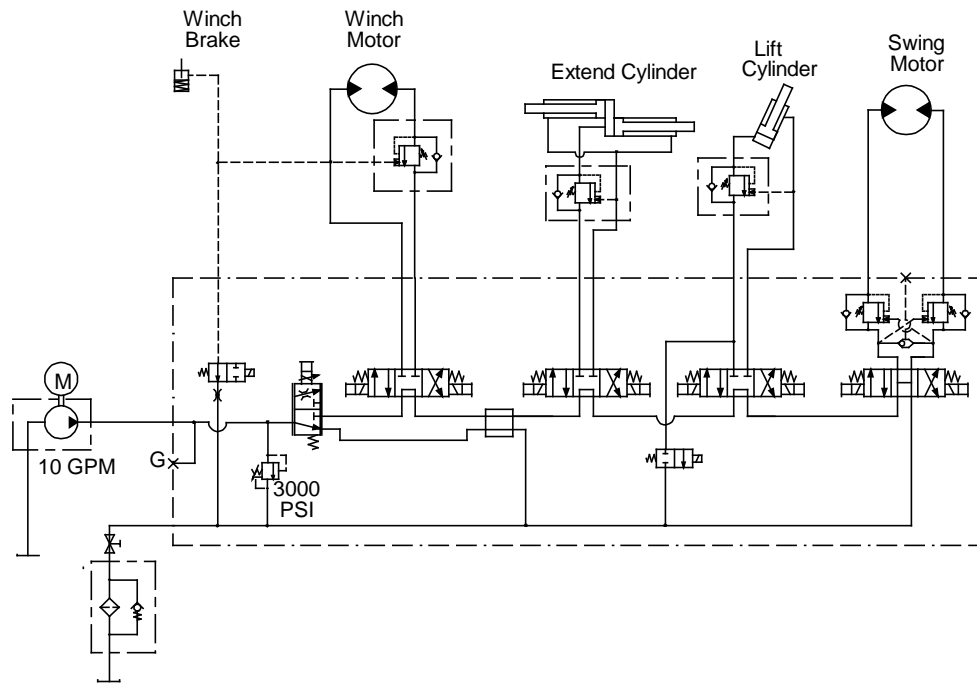 Winch
Brake
Winch
Motor
Extend Cylinder
Lift
Cylinder
Swing
Motor
M
10 GPM
G
3000
PSI